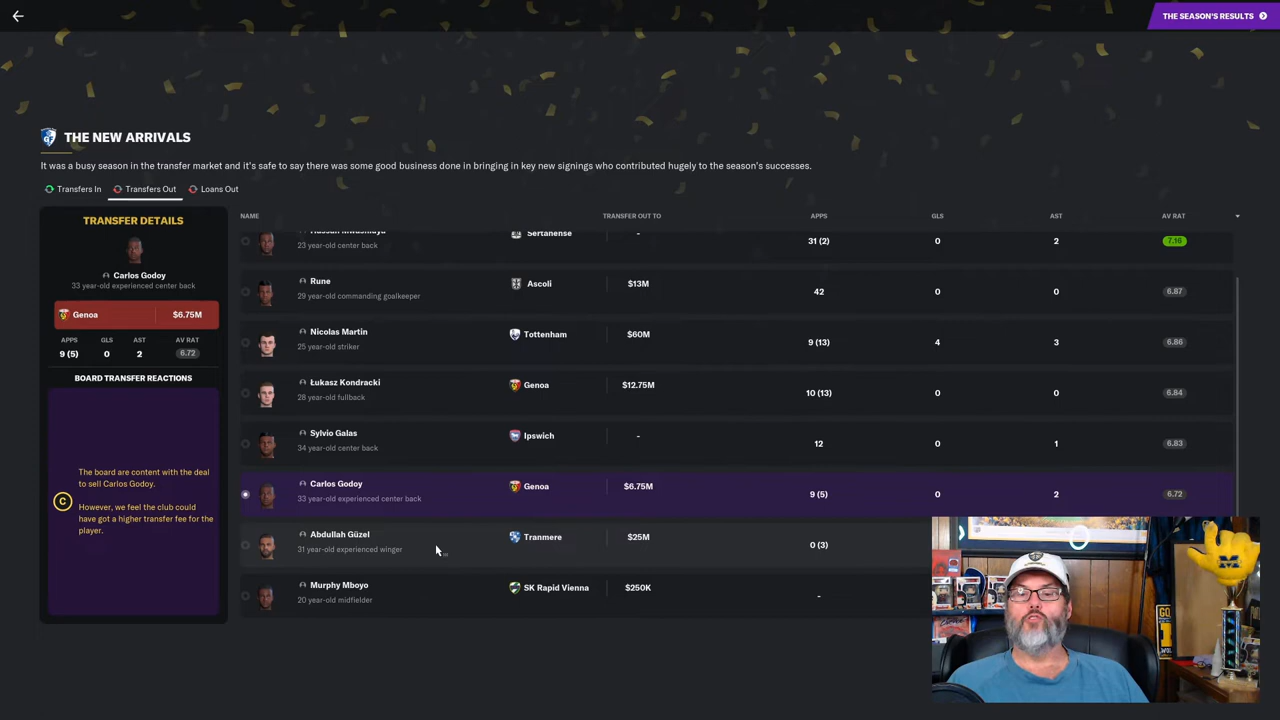 THE SEASON'S RESULTS
THE NEW ARRIVALS
It was a busy season in the transfer market and it's safe to say there was some good business done in bringing in key new signings who contributed hugely to the season's successes.
Transfers In Transfers Out Loans Out
TRANSFER DETAILS
Carlos Godoy
33 year-old experienced center back
Genoa $6.75M
APPS GLS AST AV RAT
9 (5) 0 2 6.72
BOARD TRANSFER REACTIONS
C
The board are content with the deal
to sell Carlos Godoy.
However, we feel the club could
have got a higher transfer fee for the
player.
NAME TRANSFER OUT TO APPS GLS AST AV RAT
Sertanense - 31 (2) 0 2 7.16
23 year-old center back
Rune Ascoli $13M 42 0 0 6.87
29 year-old commanding goalkeeper
Nicolas Martin Tottenham $60M 9 (13) 4 3 6.86
25 year-old striker
Łukasz Kondracki Genoa $12.75M 10 (13) 0 0 6.84
28 year-old fullback
Sylvio Galas Ipswich - 12 0 1 6.83
34 year-old center back
Carlos Godoy Genoa $6.75M 9 (5) 0 2 6.72
33 year-old experienced center back
Abdullah Güzel Tranmere $25M 0 (3)
31 year-old experienced winger
Murphy Mboyo SK Rapid Vienna $250K -
20 year-old midfielder
M